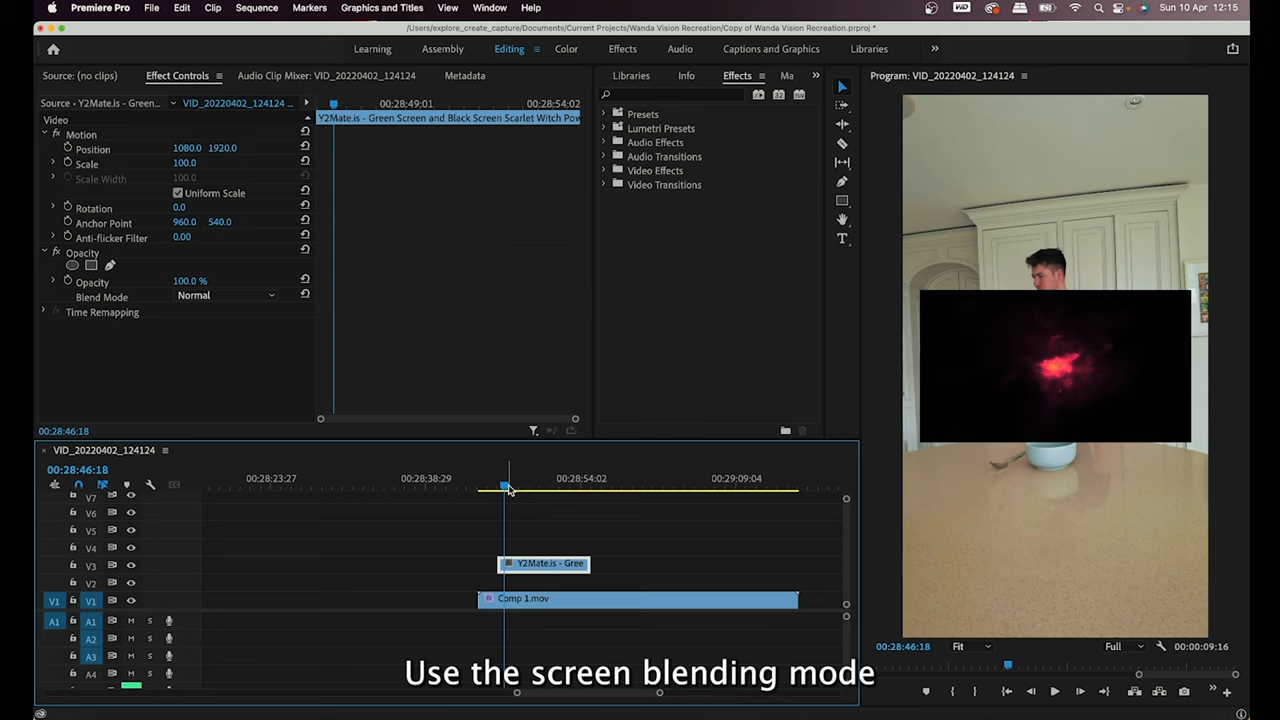 Premiere Pro File Edit Clip Sequence Markers Graphics and Titles View Window Help Sun 10 Apr 12:15
/Users/explore_create_capture/Documents/Current Projects/Wanda Vision Recreation/Copy of Wanda Vision Recreation.prproj *
Learning Assembly Editing Color Effects Audio Captions and Graphics Libraries
Source: (no clips) Effect Controls Audio Clip Mixer: VID_20220402_124124 Metadata Libraries Info Effects Ma Program: VID_20220402_124124
Source · Y2Mate.is - Green... VID_20220402_124124 ... 00:28:49:01 00:28:54:02
Video Y2Mate.is - Green Screen and Black Screen Scarlet Witch Pow
Motion
Position 1080.0 1920.0
Scale 100.0
Scale Width 100.0
Uniform Scale
Rotation 0.0
Anchor Point 960.0 540.0
Anti-flicker Filter 0.00
Opacity
Opacity 100.0 %
Blend Mode Normal
Time Remapping
Presets
Lumetri Presets
Audio Effects
Audio Transitions
Video Effects
Video Transitions
00:28:46:18
VID_20220402_124124
00:28:46:18
00:28:23:27 00:28:38:29 00:28:54:02 00:29:09:04
V7
V6
V5
V4
V3 Y2Mate.is - Gree
V2
V1 V1 Comp 1.mov
A1 A1 M S
A2 M S
A3 M S
A4 M S
00:28:46:18 Fit Full 00:00:09:16
Use the screen blending mode